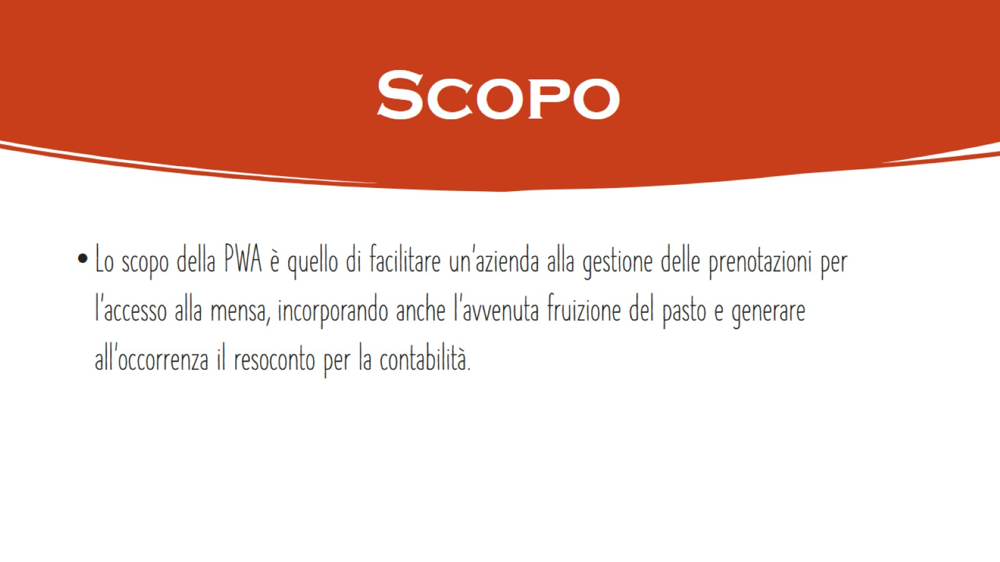 Scopo
• Lo scopo della PWA è quello di facilitare un'azienda alla gestione delle prenotazioni per
l'accesso alla mensa, incorporando anche l'avvenuta fruizione del pasto e generare
all'occorrenza il resoconto per la contabilità.